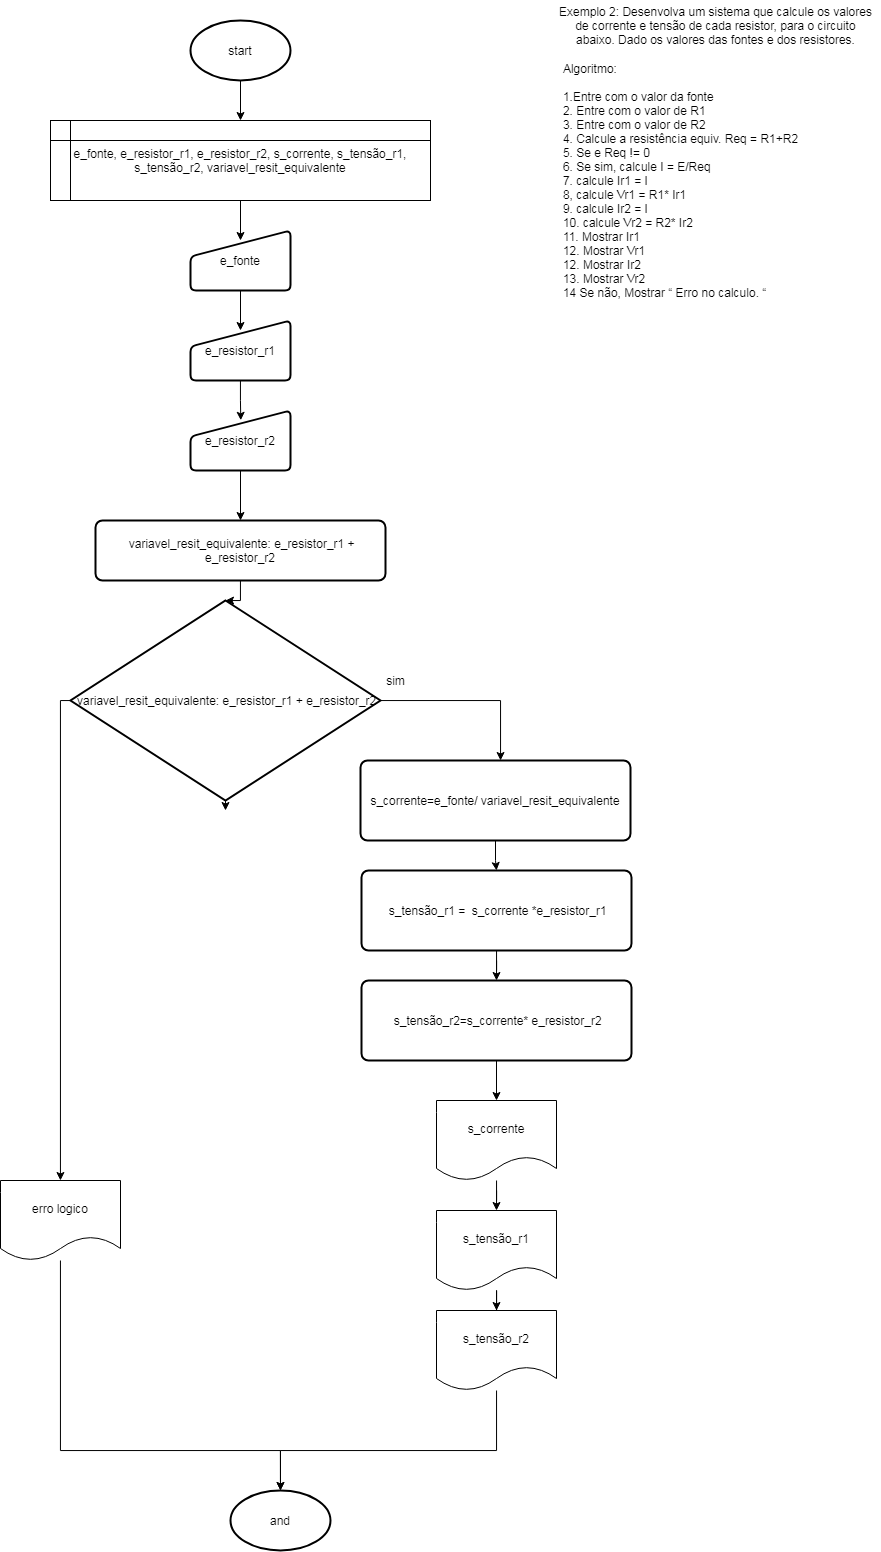 Exemplo 2: Desenvolva um sistema que calcule os valores
de corrente e tensão de cada resistor, para o circuito
abaixo. Dado os valores das fontes e dos resistores.
Algoritmo:
1.Entre com o valor da fonte
2. Entre com o valor de R1
3. Entre com o valor de R2
4. Calcule a resistência equiv. Req = R1+R2
5. Se e Req != 0
6. Se sim, calcule I = E/Req
7. calcule Ir1 = I
8, calcule Vr1 = R1* Ir1
9. calcule Ir2 = I
10. calcule Vr2 = R2* Ir2
11. Mostrar Ir1
12. Mostrar Vr1
12. Mostrar Ir2
13. Mostrar Vr2
14 Se não, Mostrar “ Erro no calculo. “
start
e_fonte, e_resistor_r1, e_resistor_r2, s_corrente, s_tensão_r1,
s_tensão_r2, variavel_resit_equivalente
e_fonte
e_resistor_r1
e_resistor_r2
variavel_resit_equivalente: e_resistor_r1 +
e_resistor_r2
variavel_resit_equivalente: e_resistor_r1 + e_resistor_r2
sim
s_corrente=e_fonte/ variavel_resit_equivalente
s_tensão_r1 = s_corrente *e_resistor_r1
s_tensão_r2=s_corrente* e_resistor_r2
s_corrente
erro logico
s_tensão_r1
s_tensão_r2
and